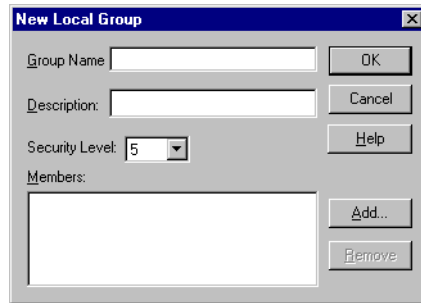 New Local Group
Group Name
OK
Description:
Cancel
Security Level: 5
Help
Members:
Add...
Remove